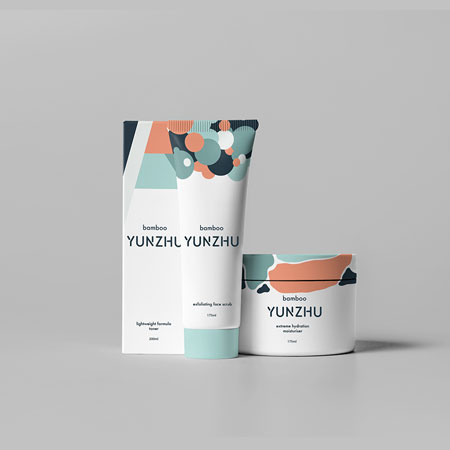 bamboo
YUNZHU
lightweight formula
toner
200ml
bamboo
YUNZHU
exfoliating face scrub
175ml
bamboo
YUNZHU
extreme hydration
moisturiser
175ml